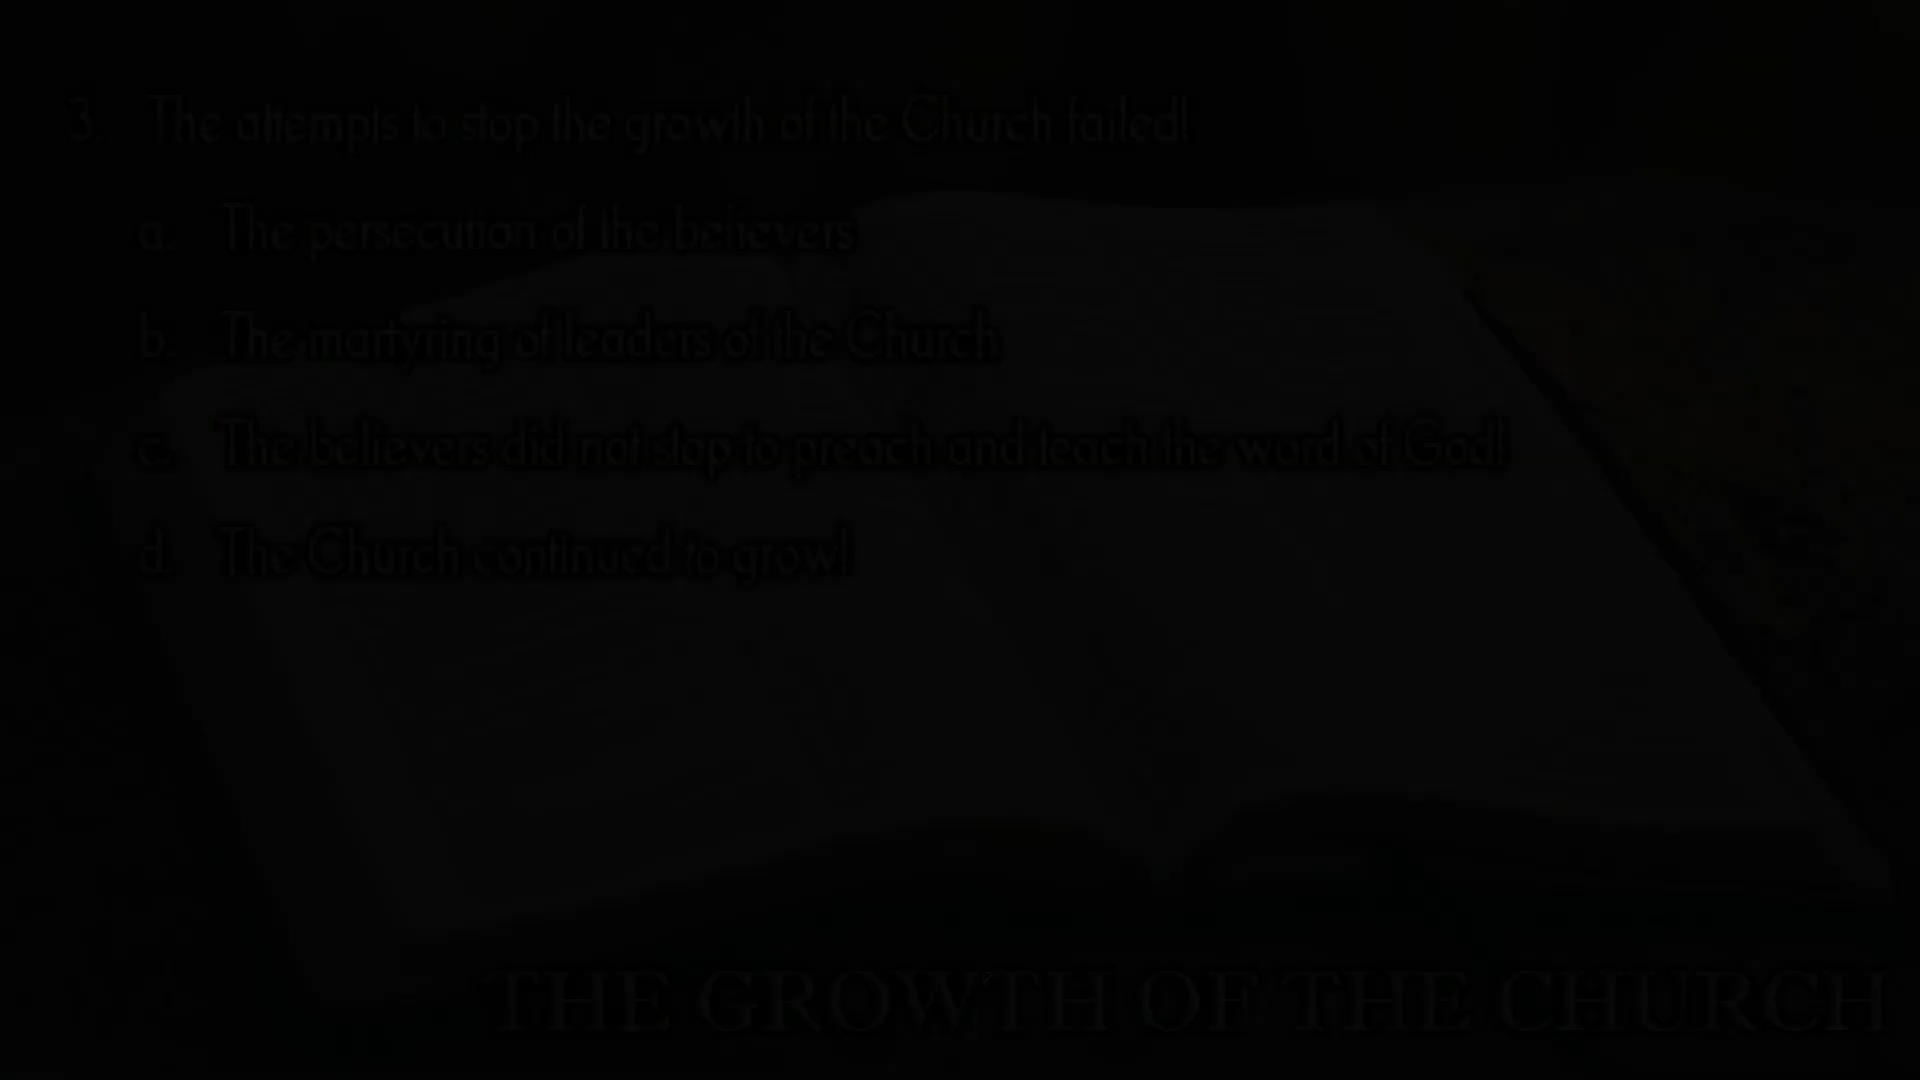 3. The attempts to stop the growth of the Church failed!
a. The persecution of the believers
b. The martyring of leaders of the Church
c. The believers did not stop to preach and teach the word of God!
d. The Church continued to grow!
THE GROWTH OF THE CHURCH